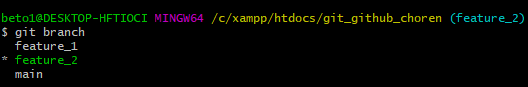 beto1@DESKTOP-HFTIOCI MINGW64 /c/xampp/htdocs/git_github_choren (feature_2)
$ git branch
  feature_1
* feature_2
  main